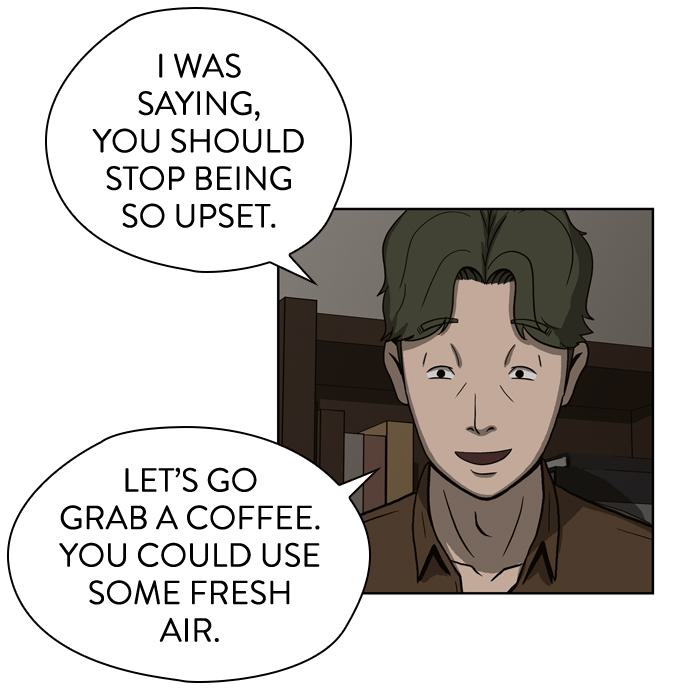 I WAS
SAYING,
YOU SHOULD
STOP BEING
SO UPSET.
LET'S GO
GRAB A COFFEE.
YOU COULD USE
SOME FRESH
AIR.